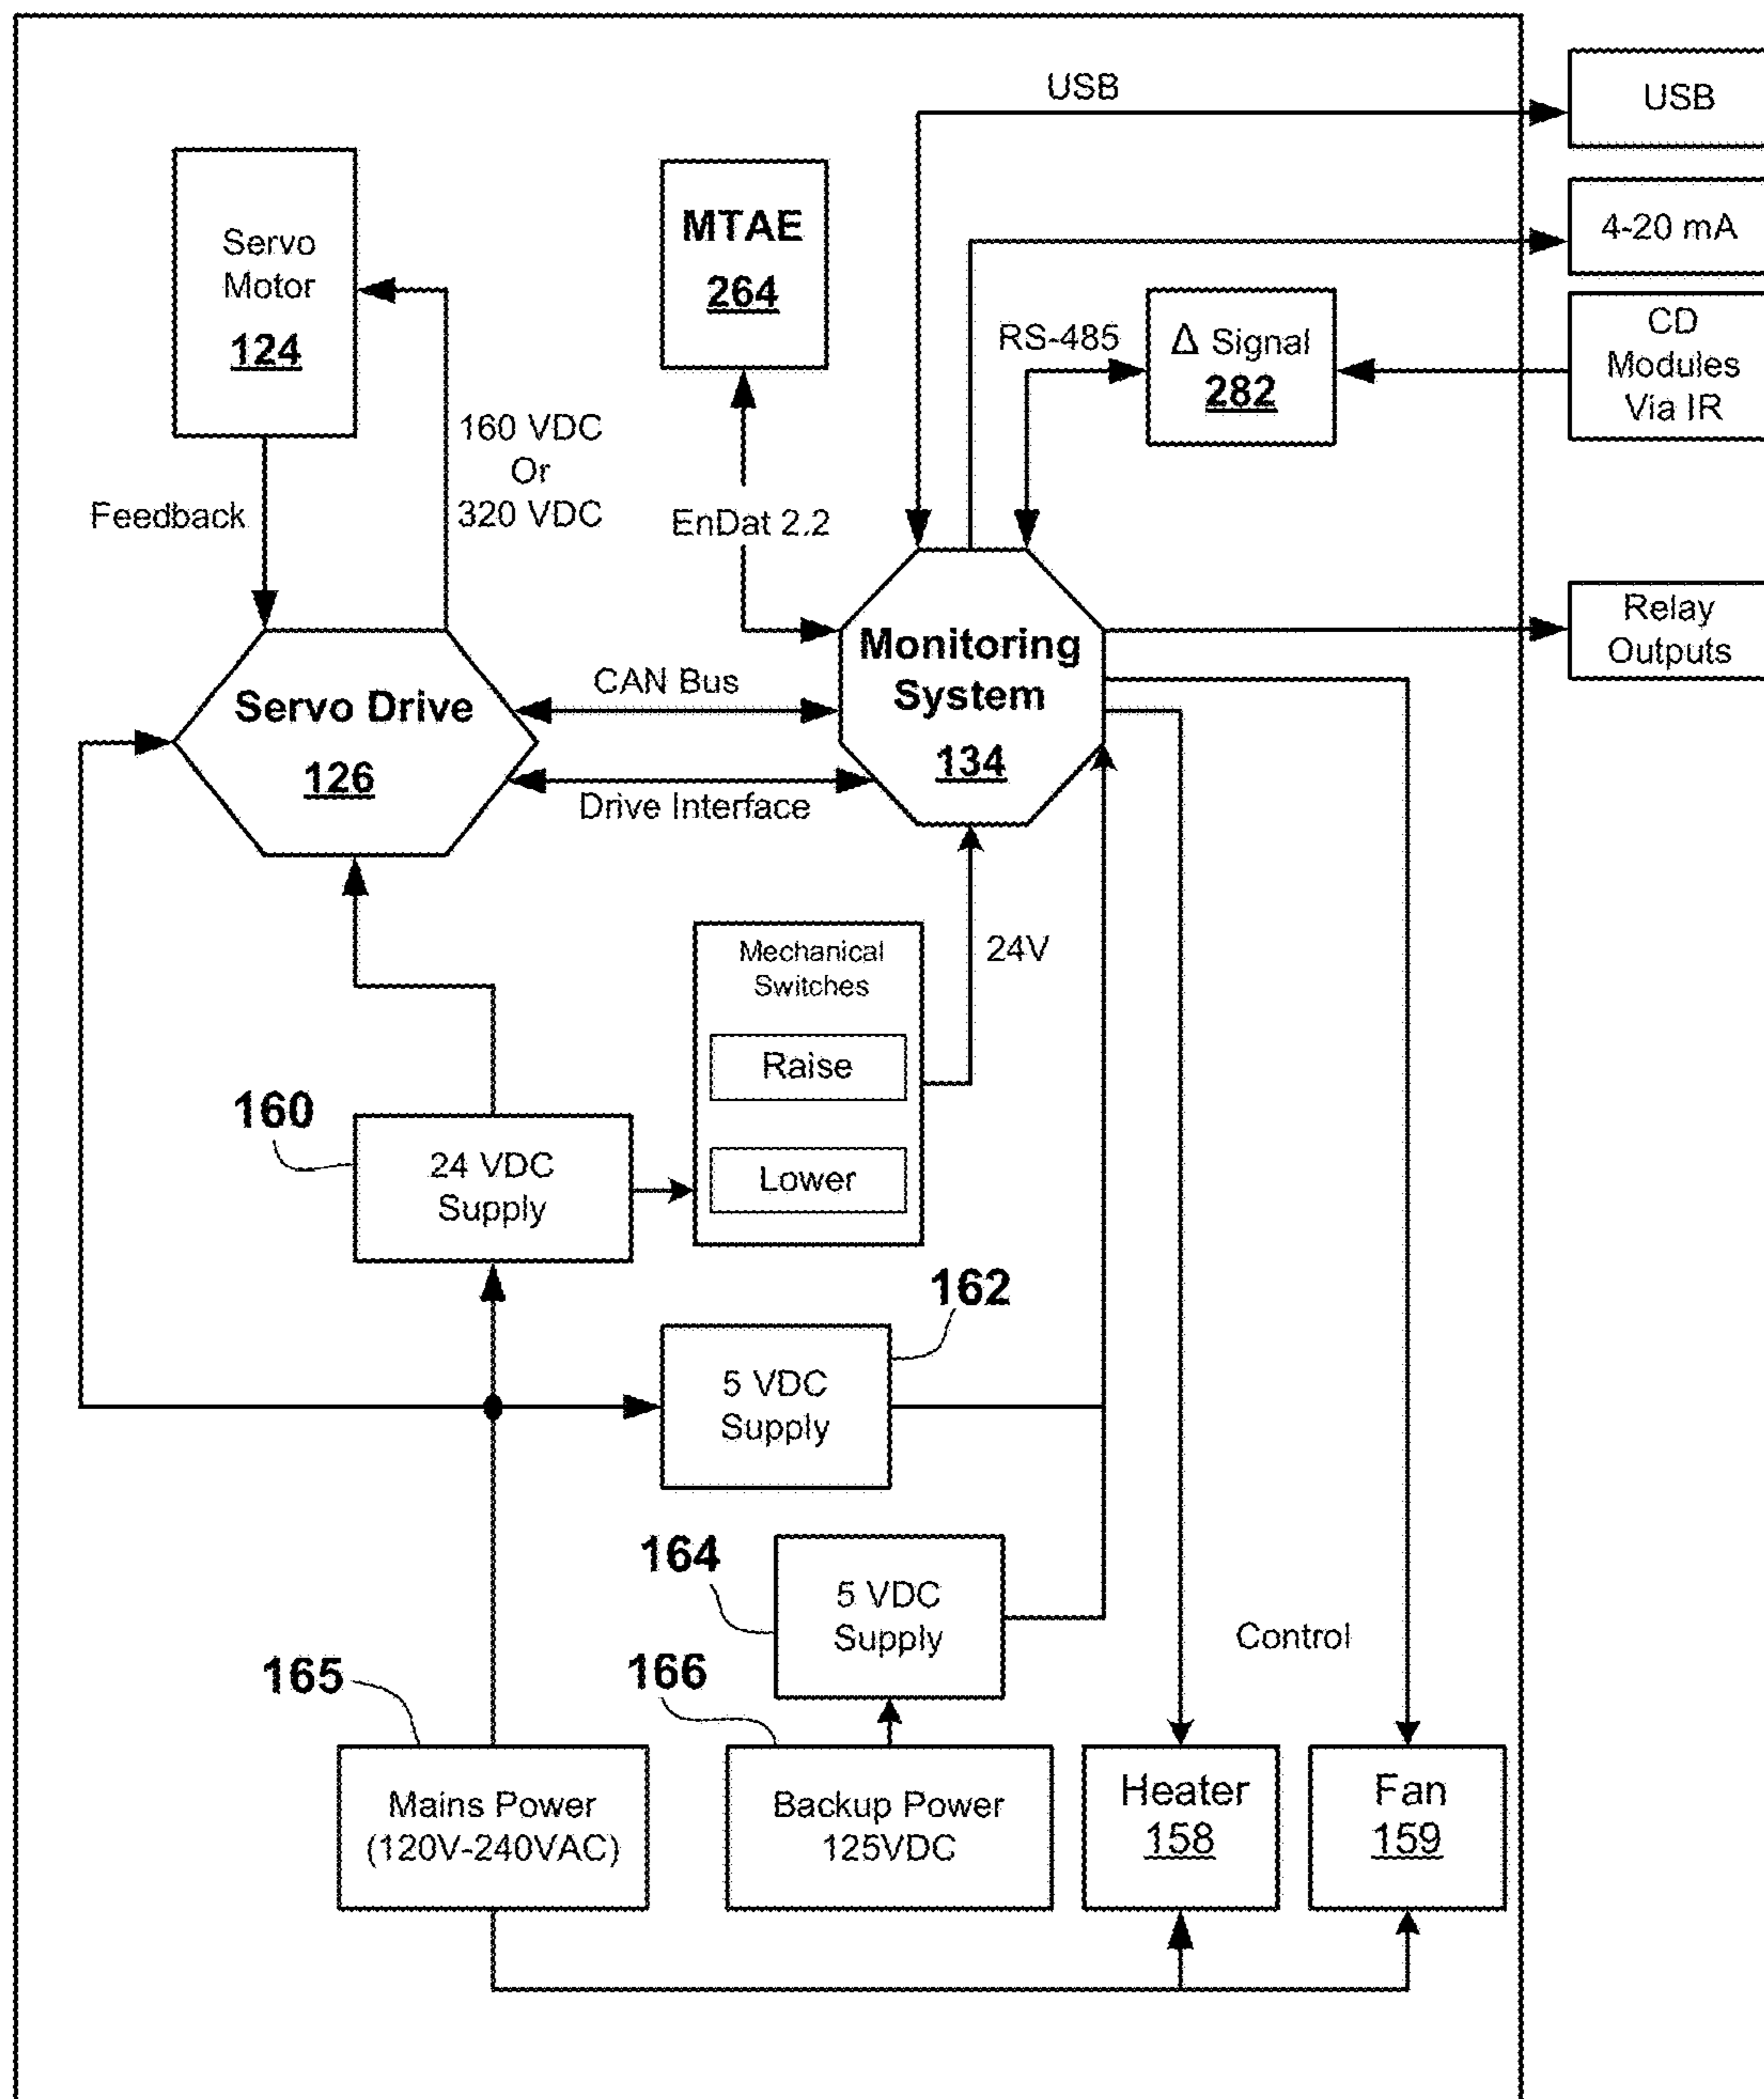 USB
USB
4-20 mA
Servo
Motor
124
MTAE
264
RS-485
Δ Signal
282
CD
Modules
Via IR
160 VDC
Or
320 VDC
Feedback
EnDat 2.2
Relay
Outputs
Servo Drive
126
CAN Bus
Drive Interface
Monitoring
System
134
Mechanical
Switches
Raise
Lower
24V
160
24 VDC
Supply
162
5 VDC
Supply
164
5 VDC
Supply
Control
165
166
Mains Power
(120V-240VAC)
Backup Power
125VDC
Heater
158
Fan
159